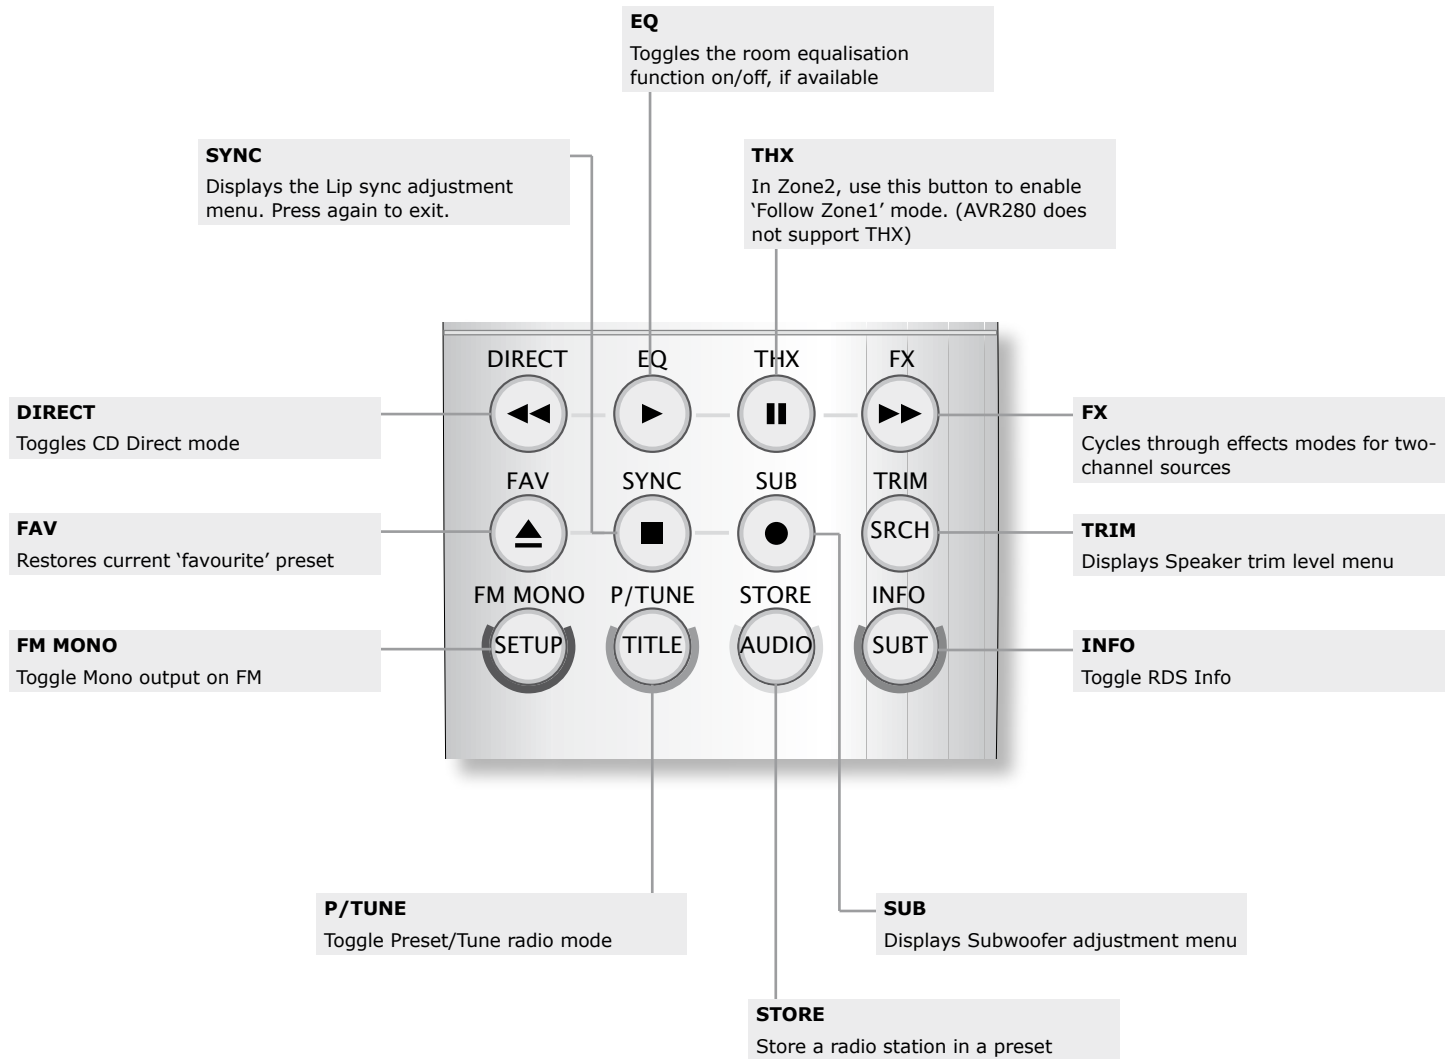 EQ
Toggles the room equalisation
function on/off, if available
SYNC
Displays the Lip sync adjustment
menu. Press again to exit.
THX
In Zone2, use this button to enable
‘Follow Zone1’ mode. (AVR280 does
not support THX)
DIRECT EQ THX FX
DIRECT
Toggles CD Direct mode
FX
Cycles through effects modes for two-
channel sources
FAV SYNC SUB TRIM
SRCH
FAV
Restores current ‘favourite’ preset
TRIM
Displays Speaker trim level menu
FM MONO P/TUNE STORE INFO
SETUP TITLE AUDIO SUBT
FM MONO
Toggle Mono output on FM
INFO
Toggle RDS Info
P/TUNE
Toggle Preset/Tune radio mode
SUB
Displays Subwoofer adjustment menu
STORE
Store a radio station in a preset